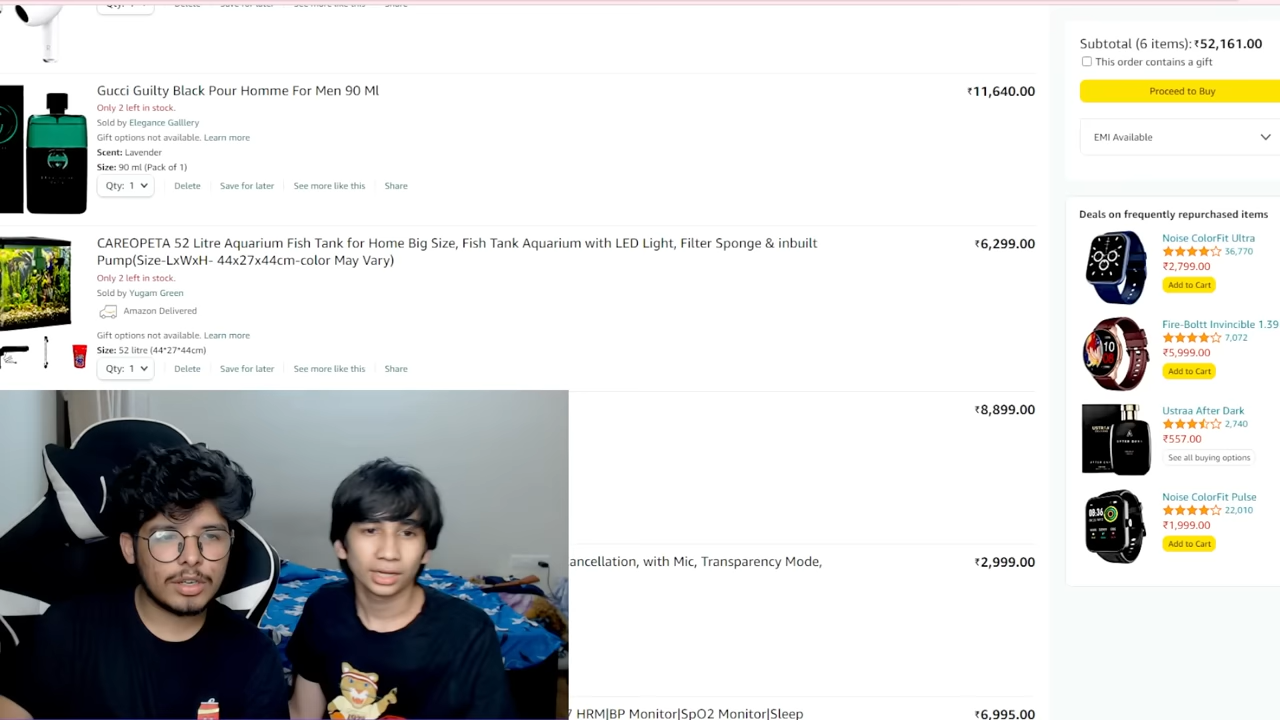 Qty:
Delete
Save for later
See more like this
Share
Gucci Guilty Black Pour Homme For Men 90 Ml
₹11,640.00
Only 2 left in stock.
Sold by Elegance Galllery
Gift options not available. Learn more
Scent: Lavender
Size: 90 ml (Pack of 1)
Qty: 1
Delete
Save for later
See more like this
Share
CAREOPETA 52 Litre Aquarium Fish Tank for Home Big Size, Fish Tank Aquarium with LED Light, Filter Sponge & inbuilt
Pump(Size-LxWxH- 44x27x44cm-color May Vary)
₹6,299.00
Only 2 left in stock.
Sold by Yugam Green
Amazon Delivered
Gift options not available. Learn more
Size: 52 litre (44*27*44cm)
Qty: 1
Delete
Save for later
See more like this
Share
₹8,899.00
ancellation, with Mic, Transparency Mode,
₹2,999.00
HRM|BP Monitor|SpO2 Monitor|Sleep
₹6,995.00
Subtotal (6 items): ₹52,161.00
This order contains a gift
Proceed to Buy
EMI Available
Deals on frequently repurchased items
Noise ColorFit Ultra
36,770
₹2,799.00
Add to Cart
Fire-Boltt Invincible 1.39
7,072
₹5,999.00
Add to Cart
Ustraa After Dark
2,740
₹557.00
See all buying options
Noise ColorFit Pulse
22,010
₹1,999.00
Add to Cart